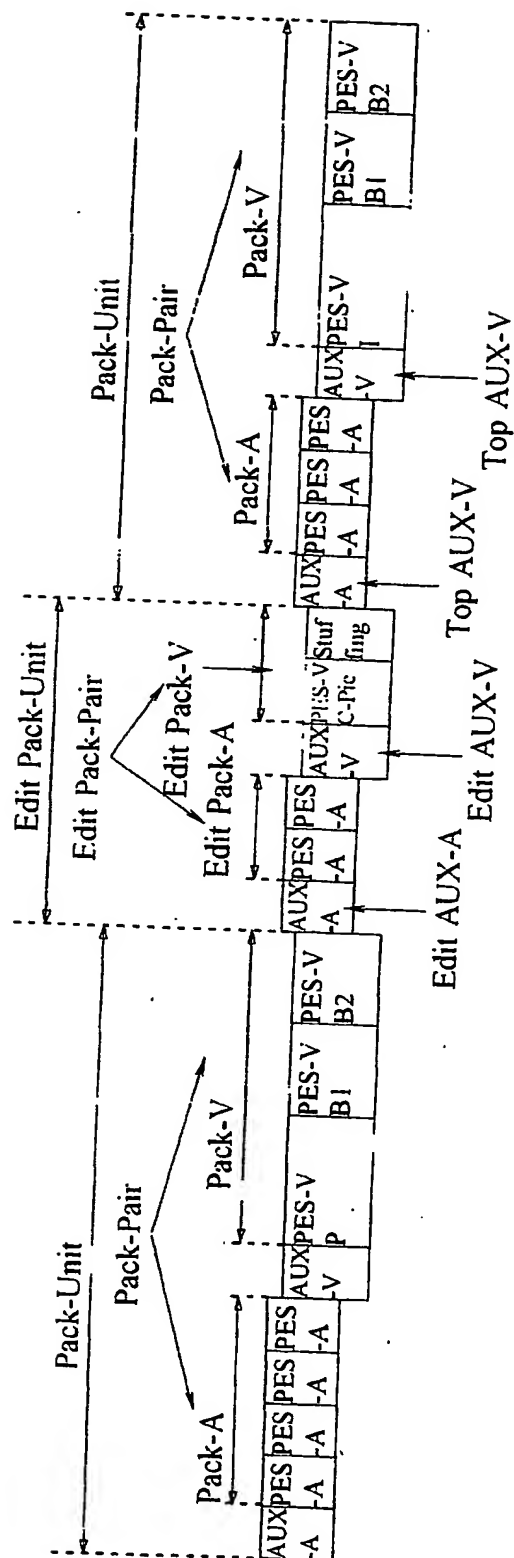 Pack-Unit
Edit Pack-Unit
Pack-Unit
Pack-Pair
Edit Pack-Pair
Pack-Pair
Pack-A
Pack-V
Edit Pack-A
Edit Pack-V
Pack-A
Pack-V
AUX
-A
PES
-A
PES
-A
PES
-A
PES
-A
AUX
-V
PES-V
P
PES-V
B1
PES-V
B2
AUX
-A
PES
-A
PES
-A
AUX
-V
PES-V
C-Pic
Stuf
fing
AUX
-A
PES
-A
PES
-A
PES
-A
AUX
-V
PES-V
I
PES-V
B1
PES-V
B2
Edit AUX-A
Edit AUX-V
Top AUX-V
Top AUX-V